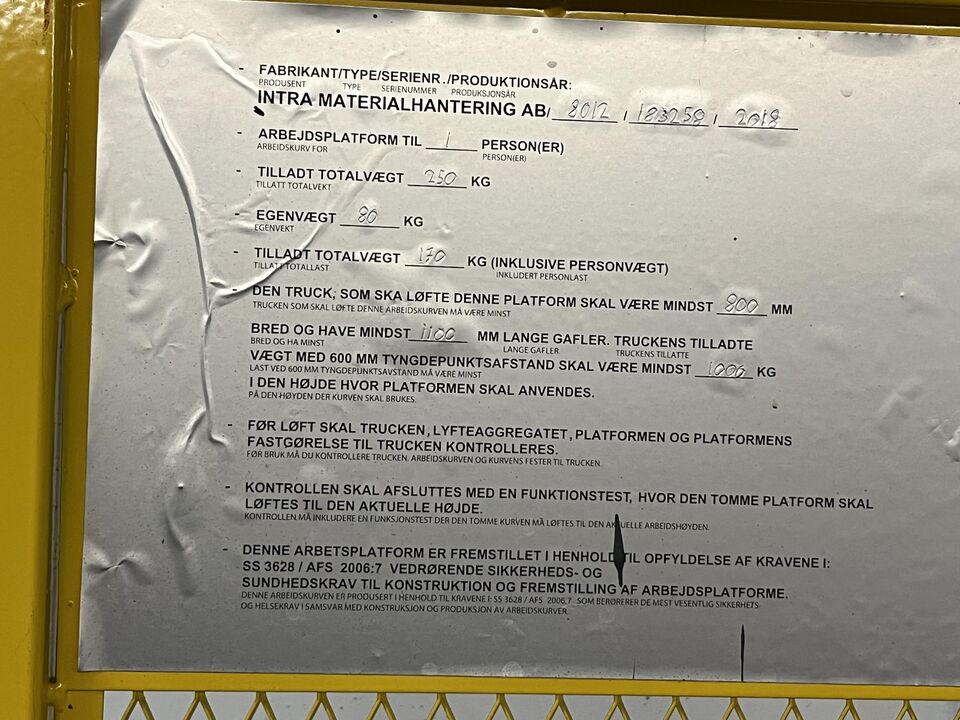 - FABRIKANT/TYPE/SERIENR./PRODUKTIONSÅR:
PRODUSENT TYPE SERIENUMMER PRODUKSJONSÅR
INTRA MATERIALHANTERING AB/ 8012 / 183258 / 2018
- ARBEJDSPLATFORM TIL 1 PERSON(ER)
ARBEIDSKURV FOR PERSON(ER)
- TILLADT TOTALVÆGT 250 KG
TILLATT TOTALVEKT
- EGENVÆGT 80 KG
EGENVEKT
- TILLADT TOTALVÆGT 170 KG (INKLUSIVE PERSONVÆGT)
TILLATT TOTALLAST INKLUDERT PERSONLAST
- DEN TRUCK, SOM SKA LØFTE DENNE PLATFORM SKAL VÆRE MINDST 800 MM
TRUCKEN SOM SKAL LØFTE DENNE ARBEIDSKURVEN MÅ VÆRE MINST
BRED OG HAVE MINDST 1100 MM LANGE GAFLER. TRUCKENS TILLADTE
BRED OG HA MINST LANGE GAFLER. TRUCKENS TILLATTE
VÆGT MED 600 MM TYNGDEPUNKTSAFSTAND SKAL VÆRE MINDST 1000 KG
LAST VED 600 MM TYNGDEPUNKTSAVSTAND MÅ VÆRE MINST
I DEN HØJDE HVOR PLATFORMEN SKAL ANVENDES.
PÅ DEN HØYDEN DER KURVEN SKAL BRUKES.
- FØR LØFT SKAL TRUCKEN, LYFTEAGGREGATET, PLATFORMEN OG PLATFORMENS
FASTGØRELSE TIL TRUCKEN KONTROLLERES.
FØR BRUK MÅ DU KONTROLLERE TRUCKEN, ARBEIDSKURVEN OG KURVENS FESTER TIL TRUCKEN.
- KONTROLLEN SKAL AFSLUTTES MED EN FUNKTIONSTEST, HVOR DEN TOMME PLATFORM SKAL
LØFTES TIL DEN AKTUELLE HØJDE.
KONTROLLEN MÅ INKLUDERE EN FUNKSJONSTEST DER DEN TOMME KURVEN MÅ LØFTES TIL DEN AKTUELLE ARBEIDSHØYDEN.
- DENNE ARBETSPLATFORM ER FREMSTILLET I HENHOLD TIL OPFYLDELSE AF KRAVENE I:
SS 3628 / AFS 2006:7 VEDRØRENDE SIKKERHEDS- OG
SUNDHEDSKRAV TIL KONSTRUKTION OG FREMSTILLING AF ARBEJDSPLATFORME.
DENNE ARBEIDSKURVEN ER PRODUSERT I HENHOLD TIL KRAVENE I: SS 3628 / AFS 2006:7 SOM BERØRERER DE MEST VESENTLIG SIKKERHETS
OG HELSEKRAV I SAMSVAR MED KONSTRUKSJON OG PRODUKSJON AV ARBEIDSKURVER.